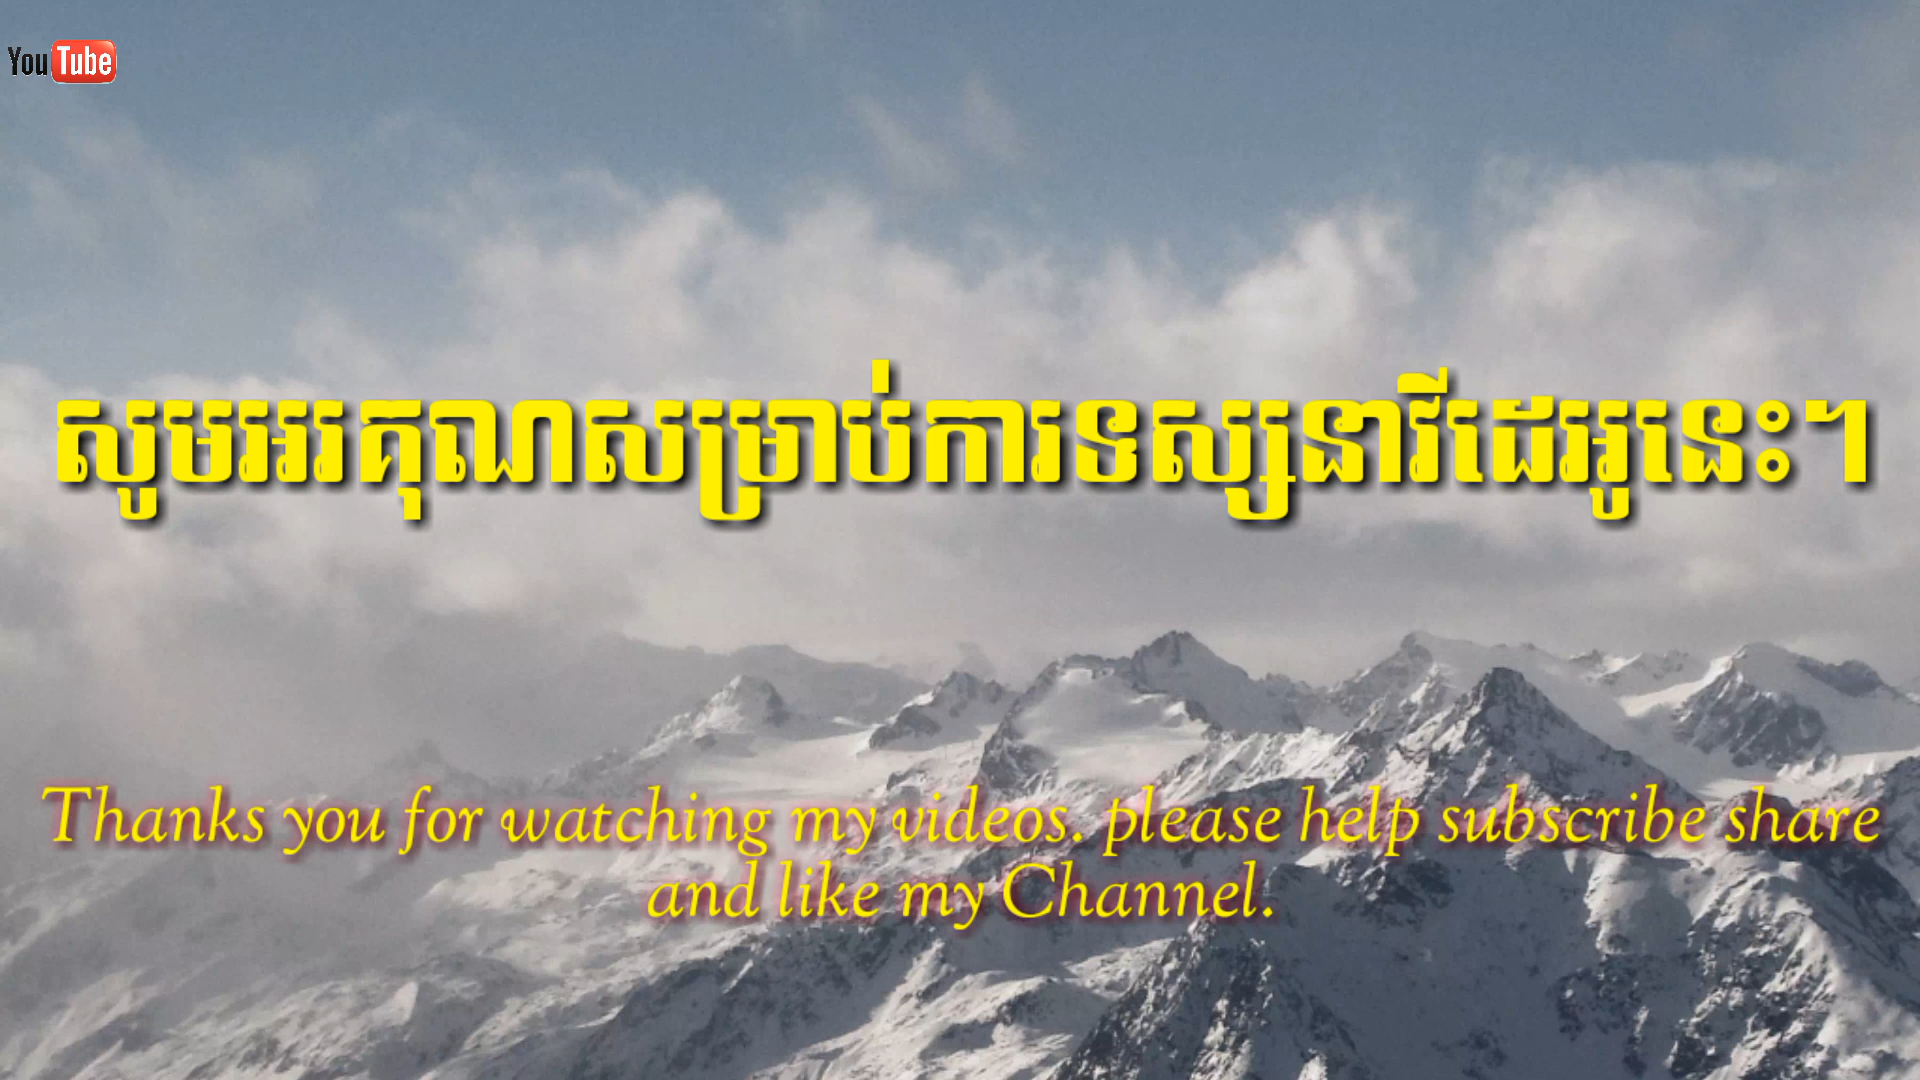 YouTube
សូមអរគុណសម្រាប់ការទស្សនាវីដេអូនេះៗ
Thanks you for watching my videos. please help subscribe share
and like my Channel.